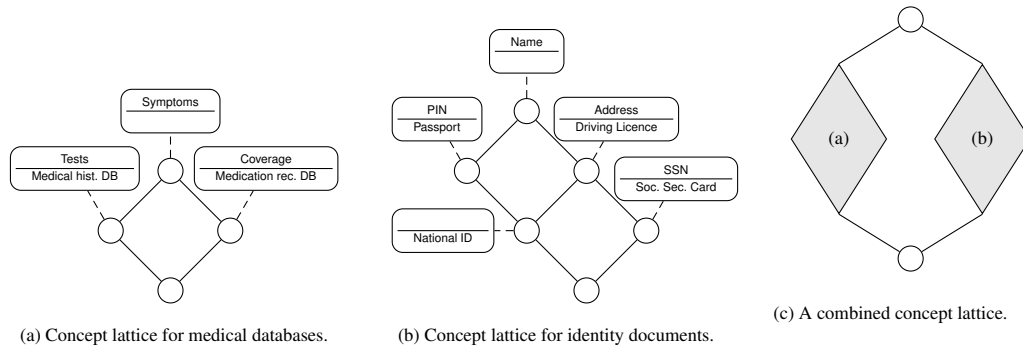 Symptoms
Tests
Medical hist. DB
Coverage
Medication rec. DB
(a) Concept lattice for medical databases.
Name
PIN
Passport
Address
Driving Licence
SSN
Soc. Sec. Card
National ID
(b) Concept lattice for identity documents.
(a)
(b)
(c) A combined concept lattice.